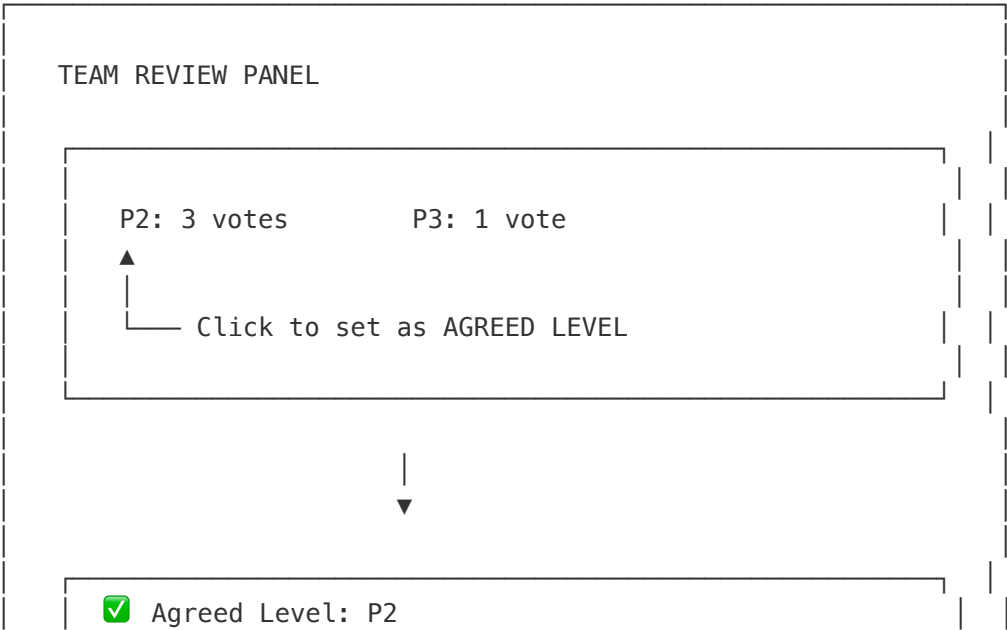 TEAM REVIEW PANEL
P2: 3 votes P3: 1 vote
▲
Click to set as AGREED LEVEL
▼
✅ Agreed Level: P2